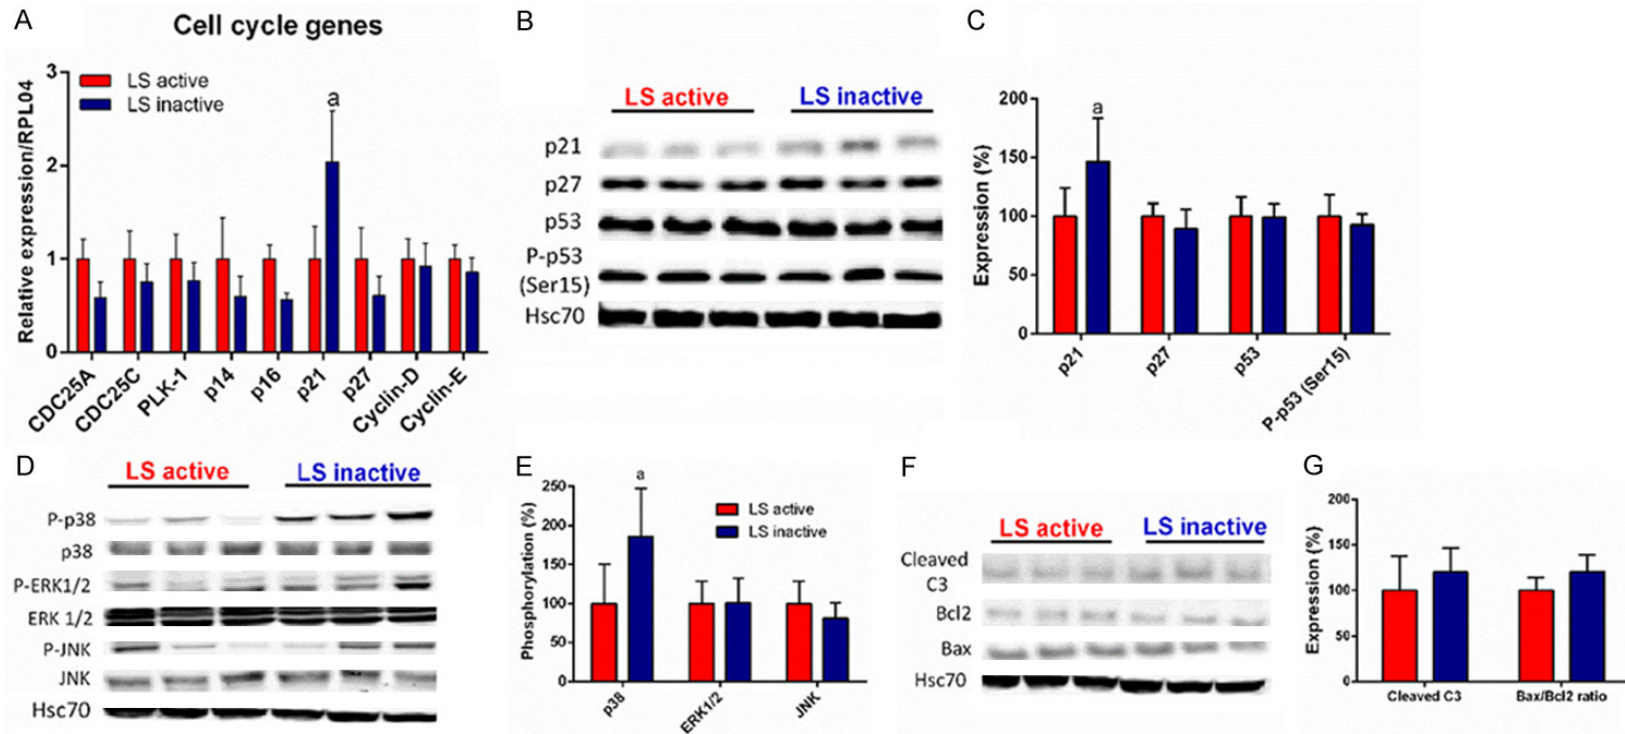 A
Cell cycle genes
Relative expression/RPL04
3
2
1
0
LS active
LS inactive
a
CDC25A
CDC25C
PLK-1
p14
p16
p21
p27
Cyclin-D
Cyclin-E
B
LS active LS inactive
p21
p27
p53
P-p53
(Ser15)
Hsc70
C
Expression (%)
200
150
100
50
0
a
p21
p27
p53
P-p53 (Ser15)
D
LS active LS inactive
P-p38
p38
P-ERK1/2
ERK 1/2
P-JNK
JNK
Hsc70
E
Phosphorylation (%)
250
200
150
100
50
0
a
LS active
LS inactive
p38
ERK1/2
JNK
F
LS active LS inactive
Cleaved
C3
Bcl2
Bax
Hsc70
G
Expression (%)
200
150
100
50
0
Cleaved C3
Bax/Bcl2 ratio